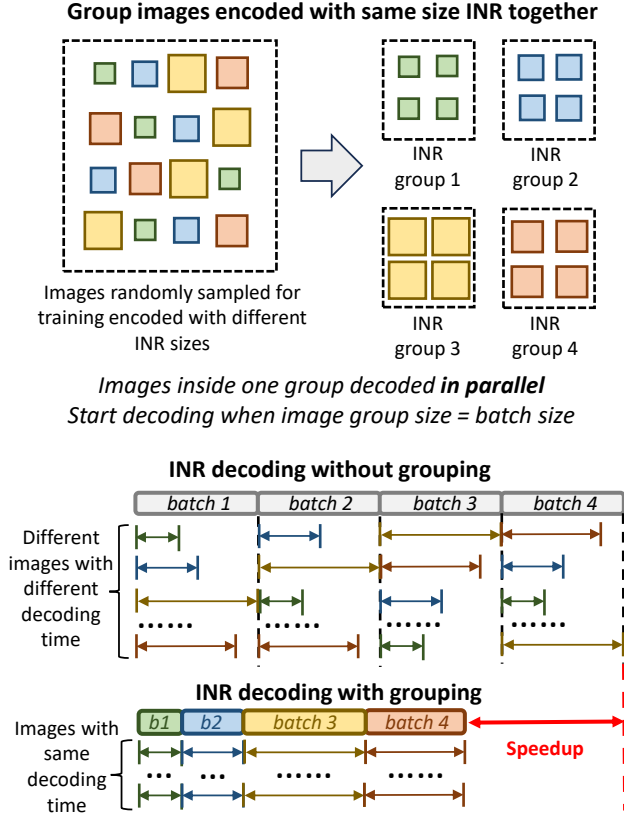 Group images encoded with same size INR together
INR
group 1
INR
group 2
Images randomly sampled for
training encoded with different
INR sizes
INR
group 3
INR
group 4
Images inside one group decoded in parallel
Start decoding when image group size = batch size
INR decoding without grouping
batch 1
batch 2
batch 3
batch 4
Different
images with
different
decoding
time
......
......
......
......
INR decoding with grouping
b1
b2
batch 3
batch 4
Images with
same
decoding
time
...
...
......
......
Speedup